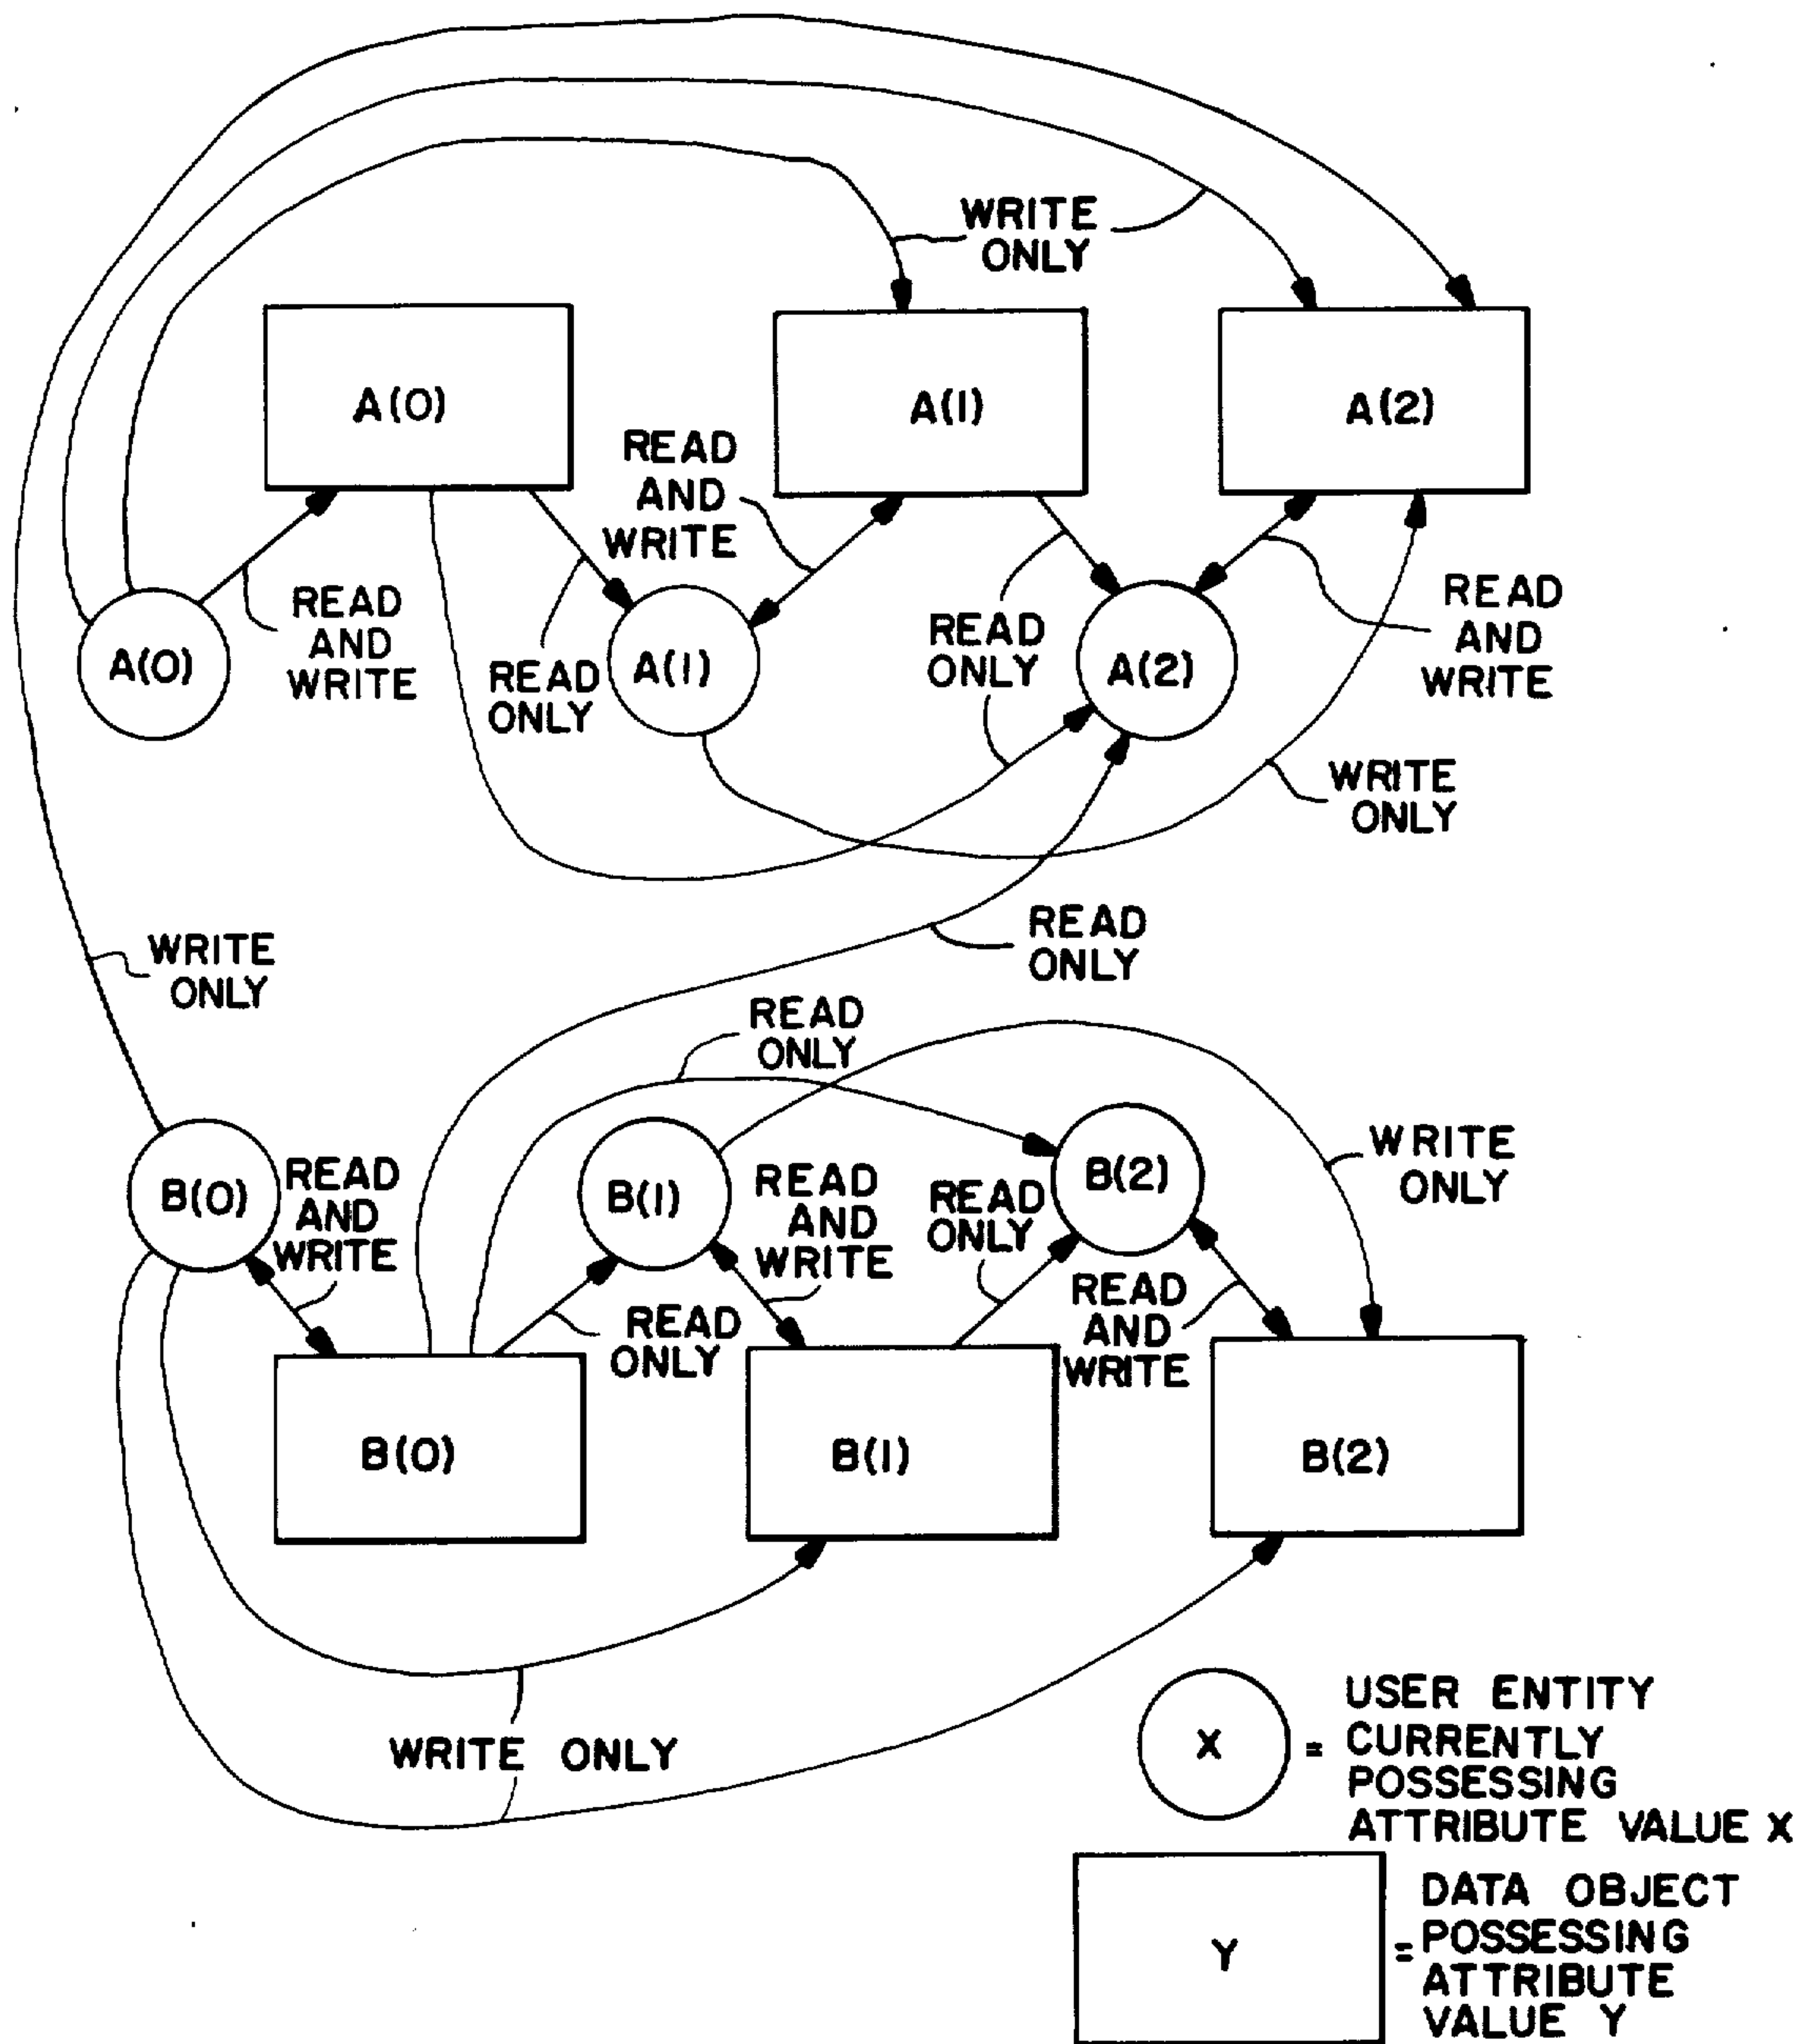 WRITE
ONLY
A(0)
A(1)
A(2)
READ
AND
WRITE
READ
AND
WRITE
READ
ONLY
A(0)
A(1)
READ
ONLY
A(2)
READ
AND
WRITE
WRITE
ONLY
WRITE
ONLY
READ
ONLY
READ
ONLY
B(0)
READ
AND
WRITE
B(1)
READ
AND
WRITE
READ
ONLY
B(2)
WRITE
ONLY
READ
ONLY
READ
AND
WRITE
B(0)
B(1)
B(2)
WRITE ONLY
X
=
USER ENTITY
CURRENTLY
POSSESSING
ATTRIBUTE VALUE X
Y
=
DATA OBJECT
POSSESSING
ATTRIBUTE
VALUE Y